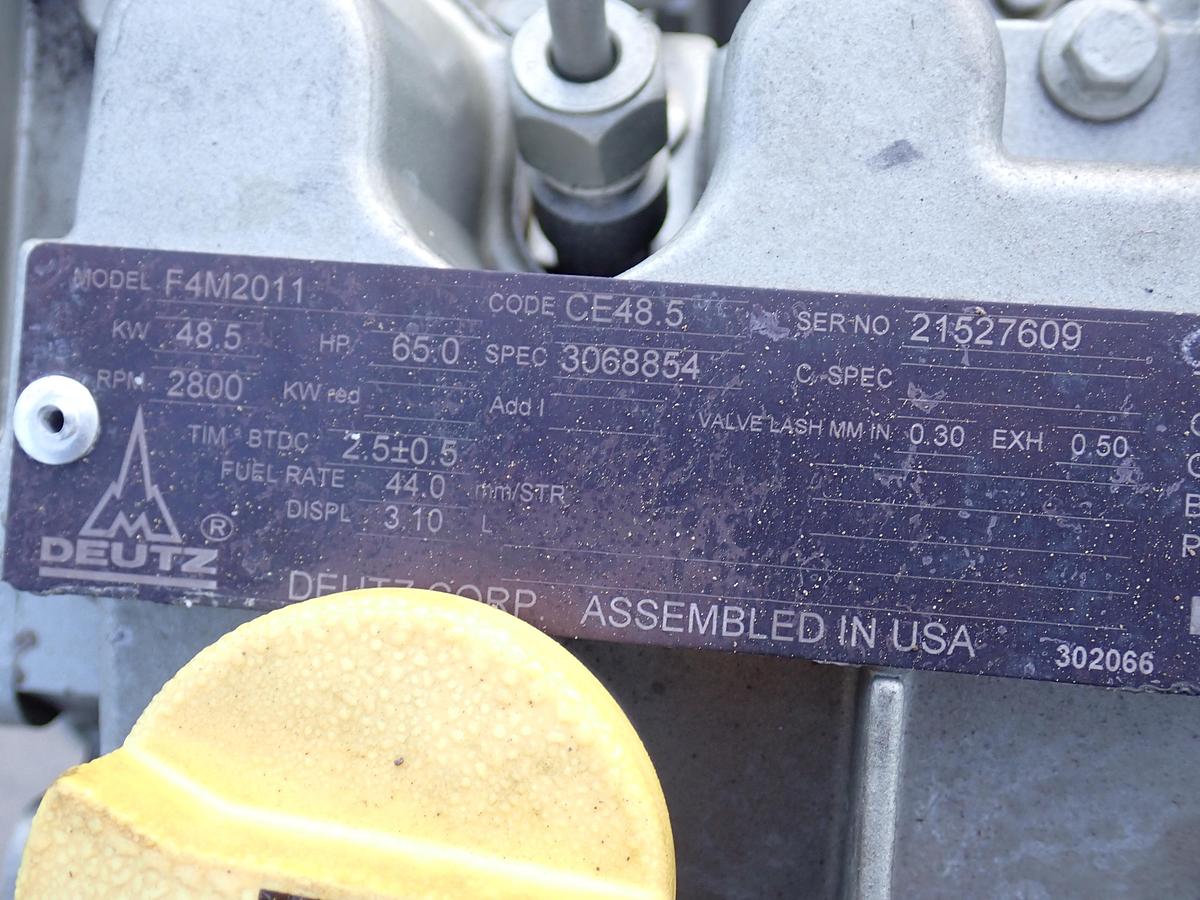 MODEL F4M2011 CODE CE48.5 SER NO 21527609
KW 48.5 HP 65.0 SPEC 3068854 C.-SPEC
RPM 2800 KW red Add I VALVE LASH MM IN 0.30 EXH 0.50
TIM ° BTDC 2.5±0.5
FUEL RATE 44.0 mm/STR
DISPL 3.10 L
DEUTZ ®
DEUTZ CORP ASSEMBLED IN USA
302066